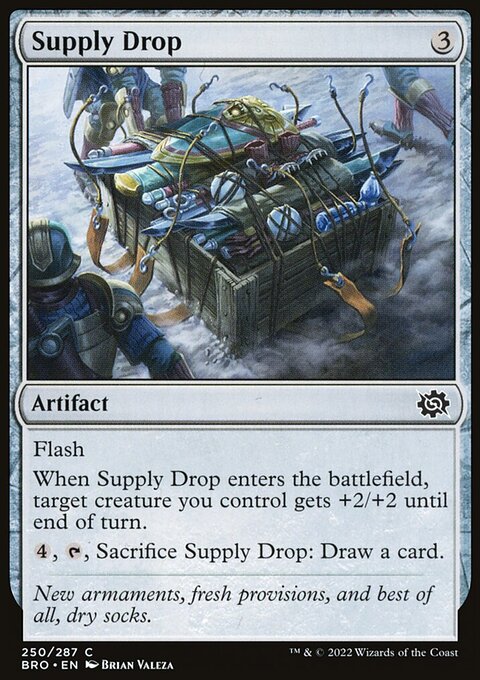 Supply Drop 3
Artifact
Flash
When Supply Drop enters the battlefield,
target creature you control gets +2/+2 until
end of turn.
4, , Sacrifice Supply Drop: Draw a card.
New armaments, fresh provisions, and best of
all, dry socks.
250/287 C
BRO • EN Brian Valeza
™ & © 2022 Wizards of the Coast